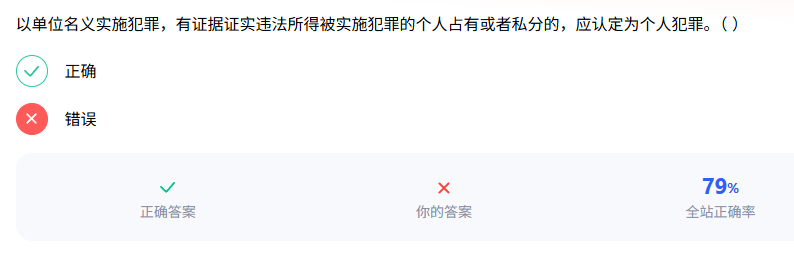 以单位名义实施犯罪，有证据证实违法所得被实施犯罪的个人占有或者私分的，应认定为个人犯罪。（ ）
正确
错误
79%
正确答案 你的答案 全站正确率